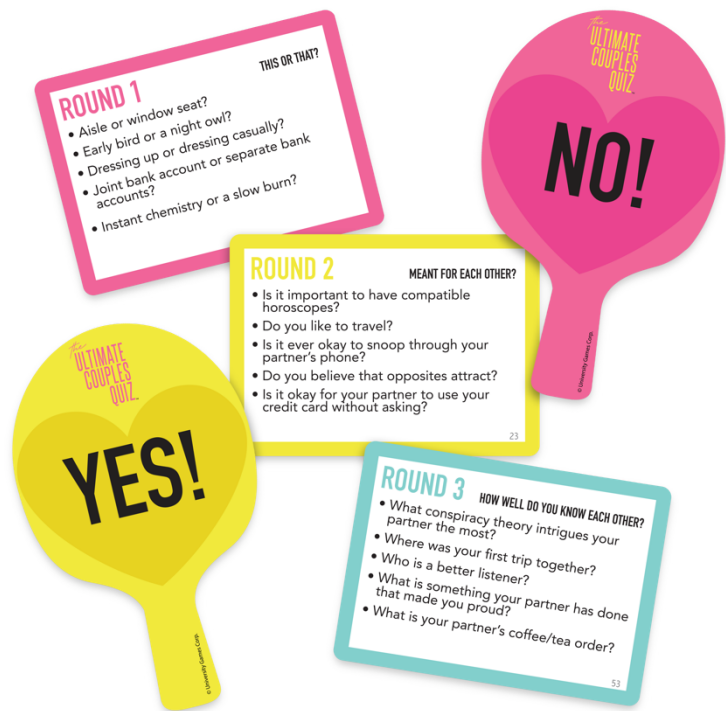 ROUND 1
THIS OR THAT?
• Aisle or window seat?
• Early bird or a night owl?
• Dressing up or dressing casually?
• Joint bank account or separate bank
accounts?
• Instant chemistry or a slow burn?
the
ULTIMATE
COUPLES
QUIZ™
NO!
© University Games Corp.
ROUND 2
MEANT FOR EACH OTHER?
• Is it important to have compatible
horoscopes?
• Do you like to travel?
• Is it ever okay to snoop through your
partner's phone?
• Do you believe that opposites attract?
• Is it okay for your partner to use your
credit card without asking?
23
the
ULTIMATE
COUPLES
QUIZ™
YES!
© University Games Corp.
ROUND 3
HOW WELL DO YOU KNOW EACH OTHER?
• What conspiracy theory intrigues your
partner the most?
• Where was your first trip together?
• Who is a better listener?
• What is something your partner has done
that made you proud?
• What is your partner's coffee/tea order?
53